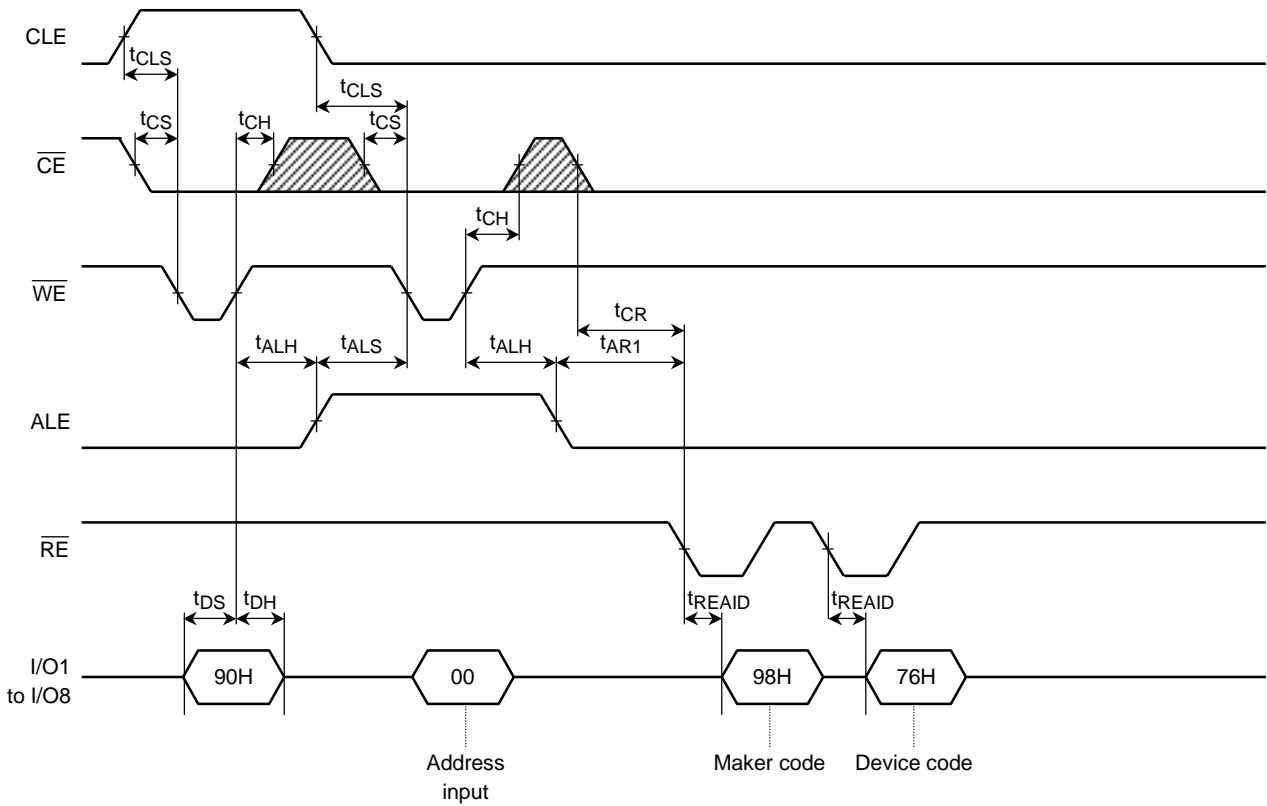 CLE
tCLS
tCLS
tCS
tCH
tCS
CE
tCH
WE
tCR
tALH
tALS
tALH
tAR1
ALE
RE
tDS
tDH
tREAID
tREAID
I/O1
to I/O8
90H
00
98H
76H
Address
input
Maker code
Device code